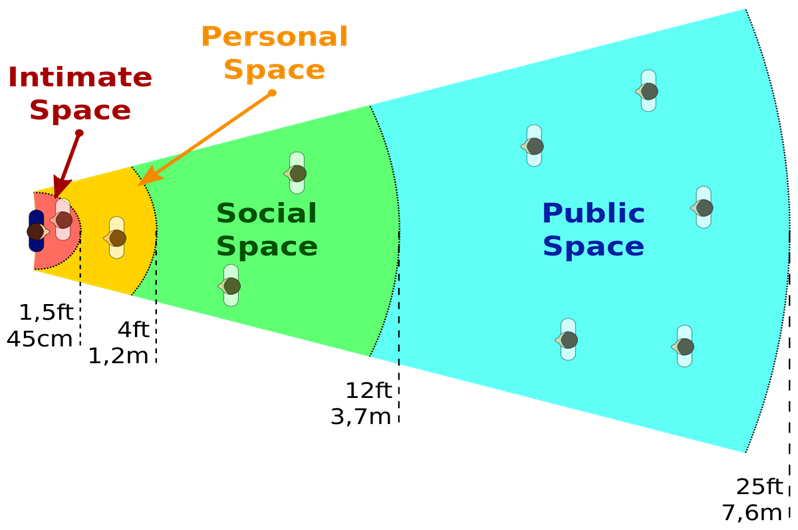 Personal
Space
Intimate
Space
Social
Space
Public
Space
1,5ft
45cm
4ft
1,2m
12ft
3,7m
25ft
7,6m